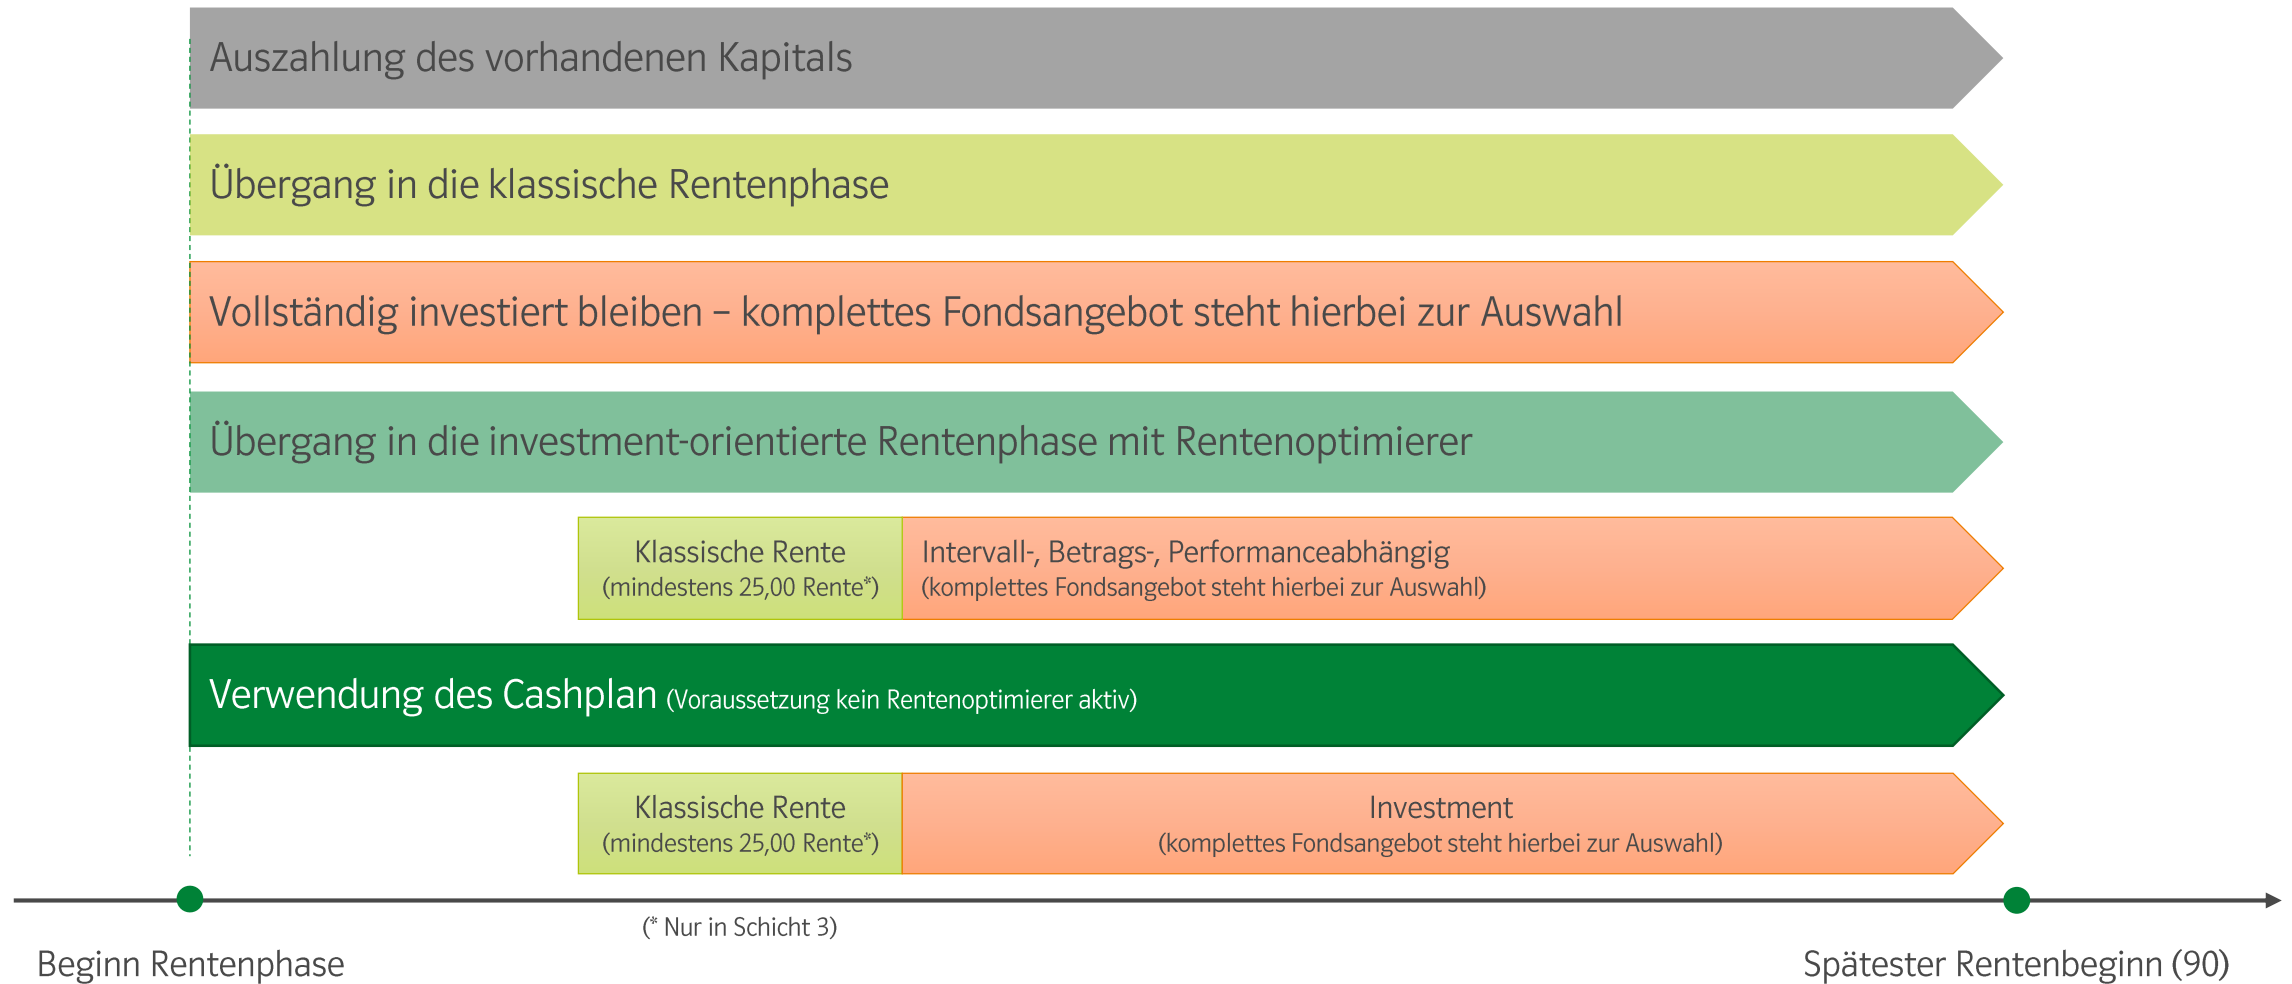 Auszahlung des vorhandenen Kapitals
Übergang in die klassische Rentenphase
Vollständig investiert bleiben – komplettes Fondsangebot steht hierbei zur Auswahl
Übergang in die investment-orientierte Rentenphase mit Rentenoptimierer
Klassische Rente
(mindestens 25,00 Rente*)
Intervall-, Betrags-, Performanceabhängig
(komplettes Fondsangebot steht hierbei zur Auswahl)
Verwendung des Cashplan (Voraussetzung kein Rentenoptimierer aktiv)
Klassische Rente
(mindestens 25,00 Rente*)
Investment
(komplettes Fondsangebot steht hierbei zur Auswahl)
(* Nur in Schicht 3)
Beginn Rentenphase
Spätester Rentenbeginn (90)